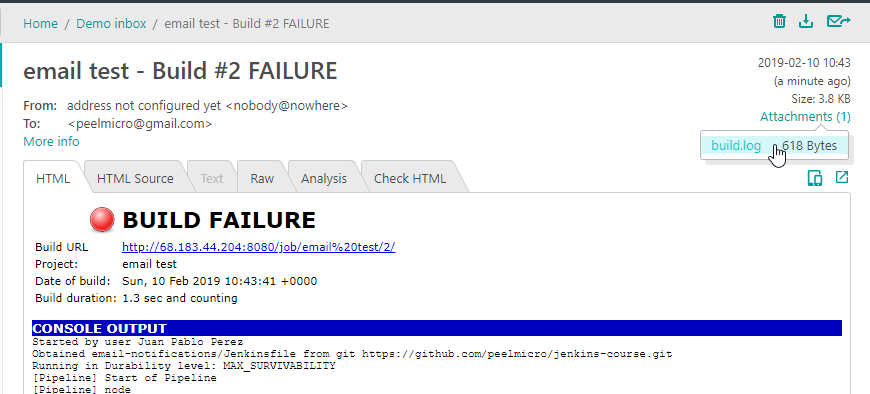 Home / Demo inbox / email test - Build #2 FAILURE
email test - Build #2 FAILURE
2019-02-10 10:43
(a minute ago)
Size: 3.8 KB
Attachments (1)
build.log 618 Bytes
From: address not configured yet <nobody@nowhere>
To: <peelmicro@gmail.com>
More info
HTML HTML Source Text Raw Analysis Check HTML
BUILD FAILURE
Build URL http://68.183.44.204:8080/job/email%20test/2/
Project: email test
Date of build: Sun, 10 Feb 2019 10:43:41 +0000
Build duration: 1.3 sec and counting
CONSOLE OUTPUT
Started by user Juan Pablo Perez
Obtained email-notifications/Jenkinsfile from git https://github.com/peelmicro/jenkins-course.git
Running in Durability level: MAX_SURVIVABILITY
[Pipeline] Start of Pipeline
[Pipeline] node